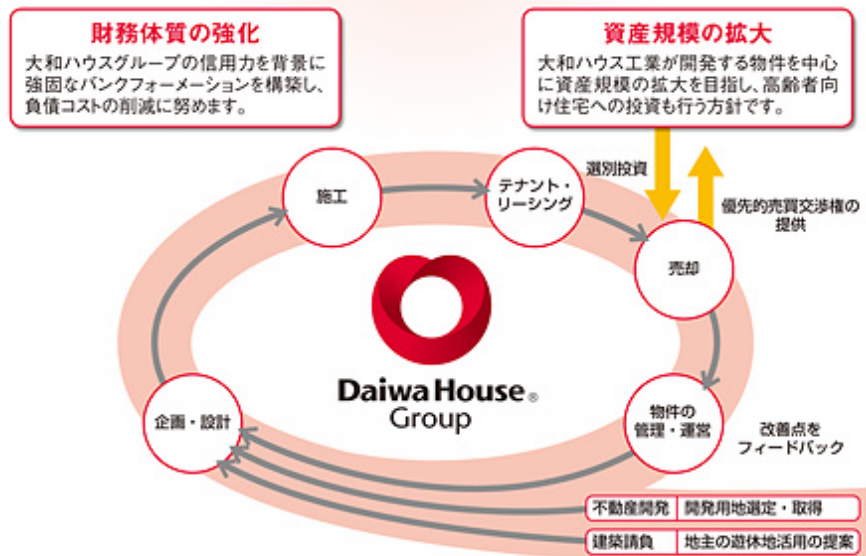 財務体質の強化
大和ハウスグループの信用力を背景に
強固なバンクフォーメーションを構築し、
負債コストの削減に努めます。
資産規模の拡大
大和ハウス工業が開発する物件を中心
に資産規模の拡大を目指し、高齢者向
け住宅への投資も行う方針です。
施工
テナント・
リーシング
選別投資
優先的売買交渉権の
提供
売却
Daiwa House®
Group
企画・設計
物件の
管理・運営
改善点を
フィードバック
不動産開発 開発用地選定・取得
建築請負 地主の遊休地活用の提案